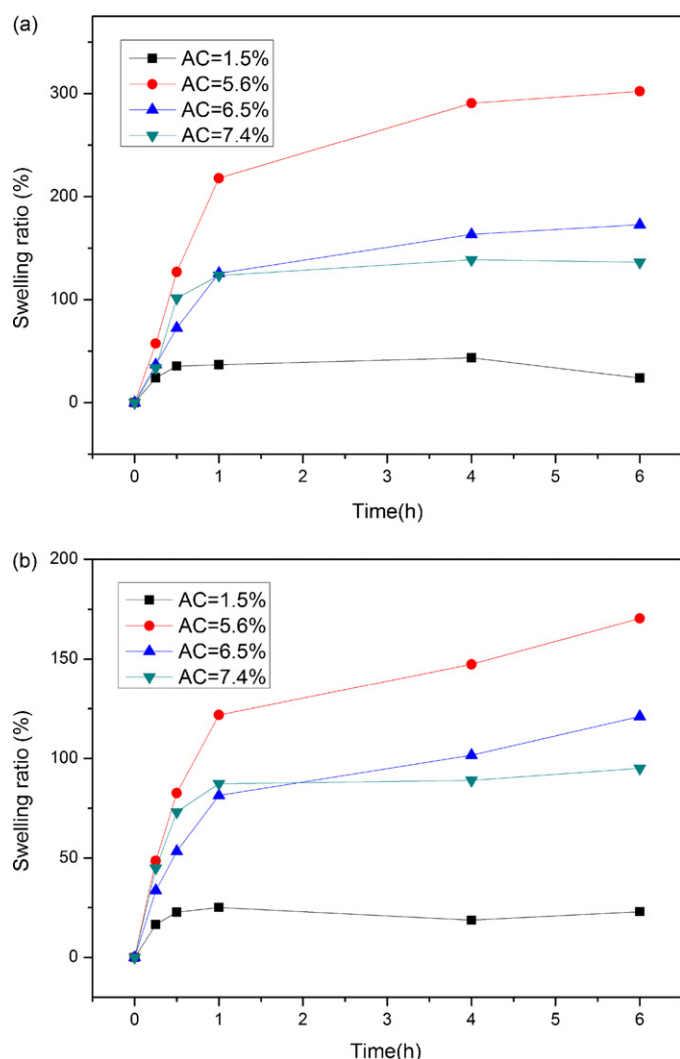 (a)
AC=1.5%
AC=5.6%
AC=6.5%
AC=7.4%
300
200
100
0
Swelling ratio (%)
0 1 2 3 4 5 6
Time(h)
(b)
200
AC=1.5%
AC=5.6%
AC=6.5%
AC=7.4%
150
100
50
0
Swelling ratio (%)
0 1 2 3 4 5 6
Time(h)